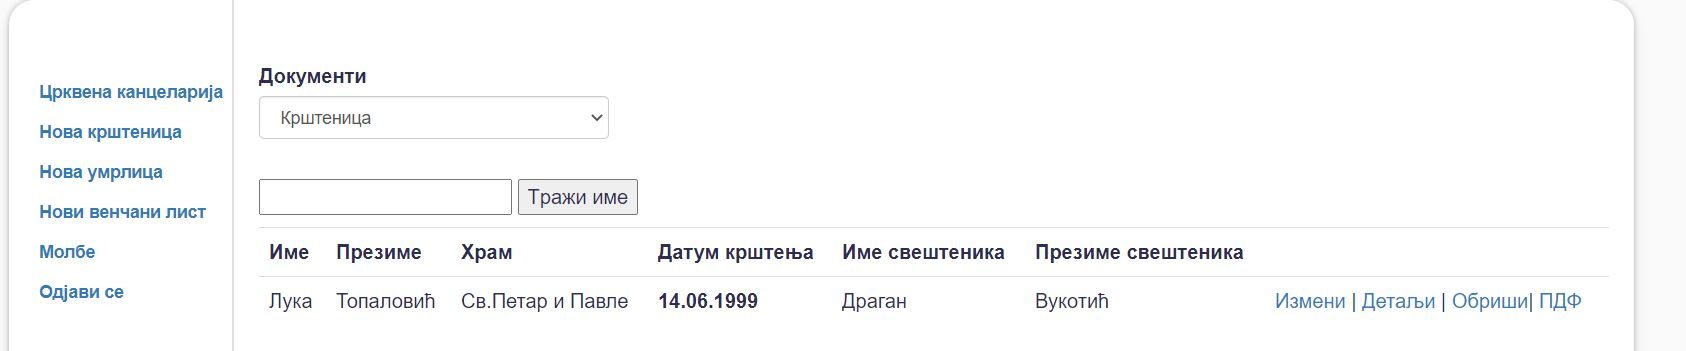 Црквена канцеларија
Нова крштеница
Нова умрлица
Нови венчани лист
Молбе
Одјави се
Документи
Крштеница
Тражи име
Име Презиме Храм Датум крштења Име свештеника Презиме свештеника
Лука Топаловић Св.Петар и Павле 14.06.1999 Драган Вукотић Измени | Детаљи | Обриши| ПДФ